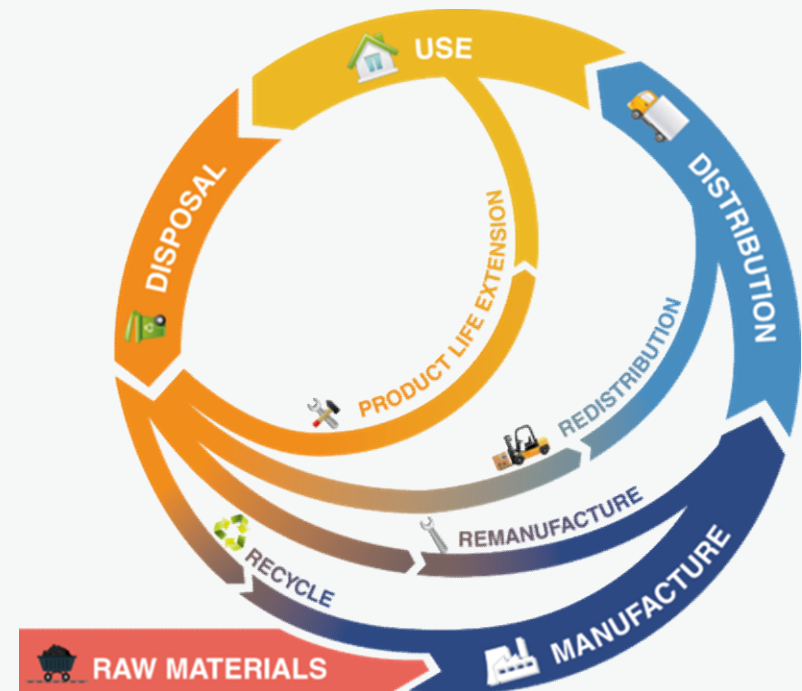 USE
DISPOSAL
DISTRIBUTION
PRODUCT LIFE EXTENSION
REDISTRIBUTION
REMANUFACTURE
RECYCLE
MANUFACTURE
RAW MATERIALS